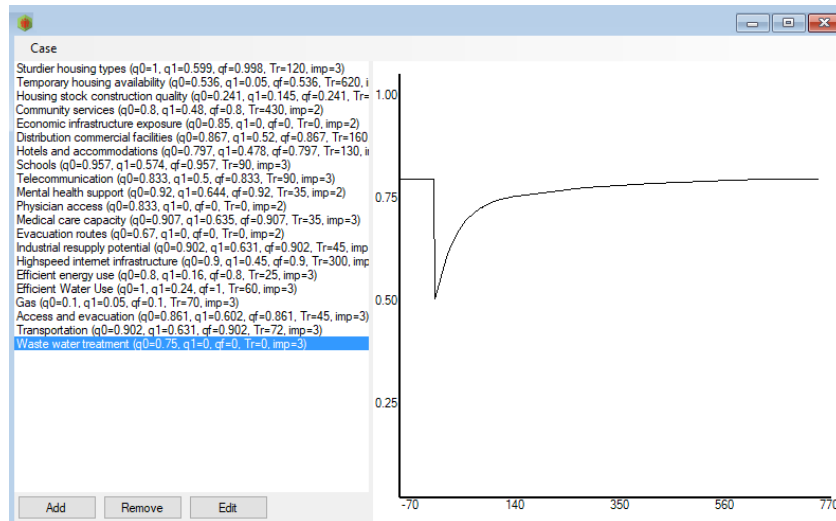 Case
Sturdier housing types (q0=1, q1=0.599, qf=0.998, Tr=120, imp=3)
Temporary housing availability (q0=0.536, q1=0.05, qf=0.536, Tr=620, i
Housing stock construction quality (q0=0.241, q1=0.145, qf=0.241, Tr=
Community services (q0=0.8, q1=0.48, qf=0.8, Tr=430, imp=2)
Economic infrastructure exposure (q0=0.85, q1=0, qf=0, Tr=0, imp=2)
Distribution commercial facilities (q0=0.867, q1=0.52, qf=0.867, Tr=160
Hotels and accommodations (q0=0.797, q1=0.478, qf=0.797, Tr=130, i
Schools (q0=0.957, q1=0.574, qf=0.957, Tr=90, imp=3)
Telecommunication (q0=0.833, q1=0.5, qf=0.833, Tr=90, imp=3)
Mental health support (q0=0.92, q1=0.644, qf=0.92, Tr=35, imp=2)
Physician access (q0=0.833, q1=0, qf=0, Tr=0, imp=2)
Medical care capacity (q0=0.907, q1=0.635, qf=0.907, Tr=35, imp=3)
Evacuation routes (q0=0.67, q1=0, qf=0, Tr=0, imp=2)
Industrial resupply potential (q0=0.902, q1=0.631, qf=0.902, Tr=45, imp
Highspeed internet infrastructure (q0=0.9, q1=0.45, qf=0.9, Tr=300, imp
Efficient energy use (q0=0.8, q1=0.16, qf=0.8, Tr=25, imp=3)
Efficient Water Use (q0=1, q1=0.24, qf=1, Tr=60, imp=3)
Gas (q0=0.1, q1=0.05, qf=0.1, Tr=70, imp=3)
Access and evacuation (q0=0.861, q1=0.602, qf=0.861, Tr=45, imp=3)
Transportation (q0=0.902, q1=0.631, qf=0.902, Tr=72, imp=3)
Waste water treatment (q0=0.75, q1=0, qf=0, Tr=0, imp=3)
Add Remove Edit
1.00
0.75
0.50
0.25
-70 140 350 560 770